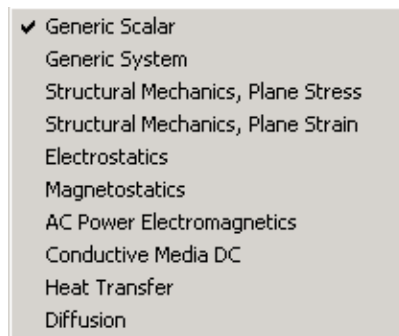 Generic Scalar
Generic System
Structural Mechanics, Plane Stress
Structural Mechanics, Plane Strain
Electrostatics
Magnetostatics
AC Power Electromagnetics
Conductive Media DC
Heat Transfer
Diffusion